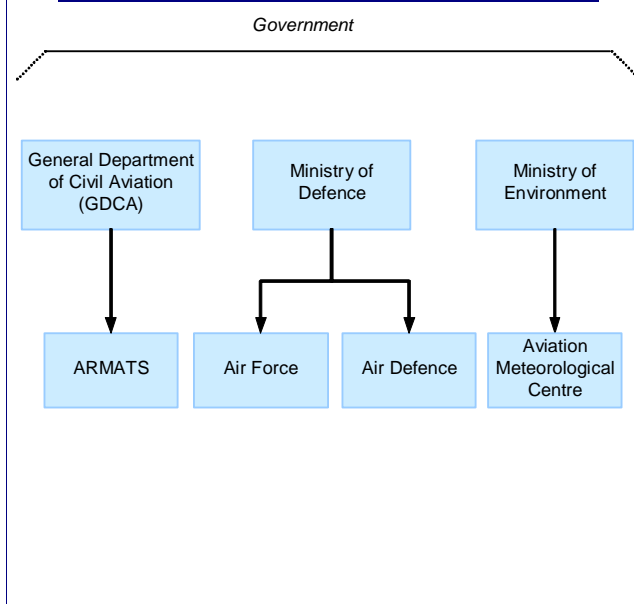 Government
General Department
of Civil Aviation
(GDCA)
Ministry of
Defence
Ministry of
Environment
ARMATS
Air Force
Air Defence
Aviation
Meteorological
Centre